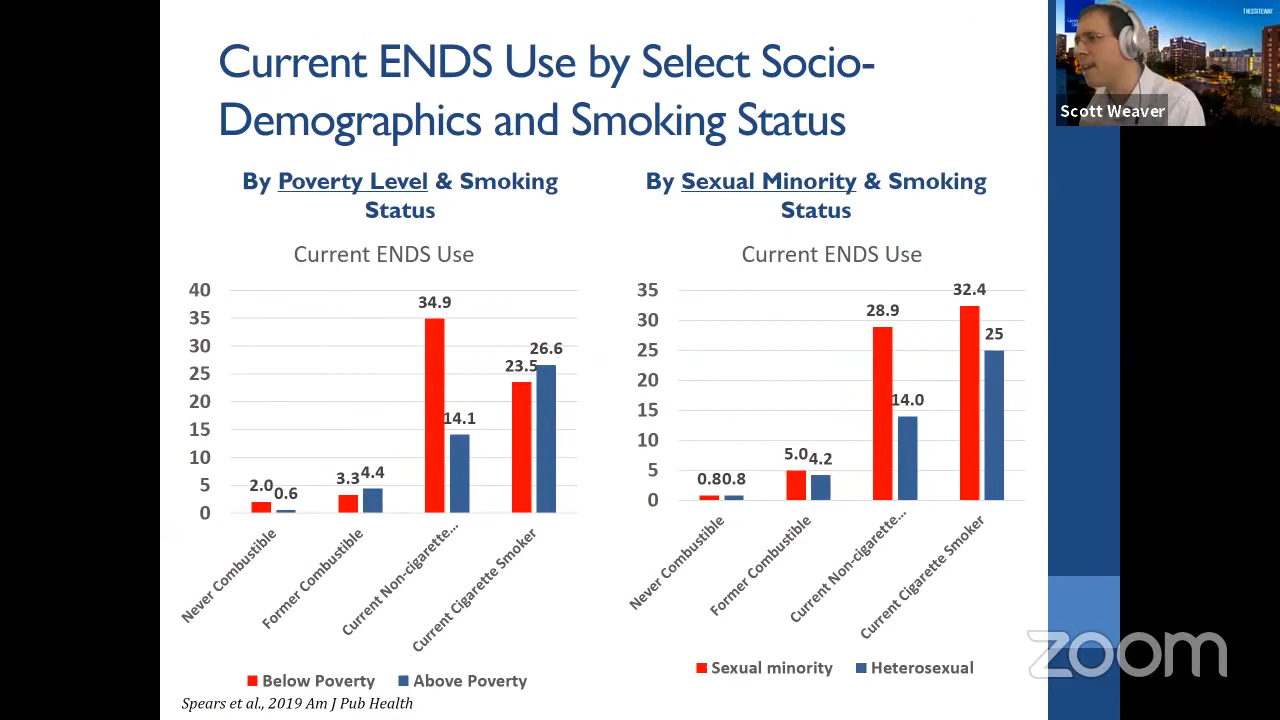 Current ENDS Use by Select Socio-
Demographics and Smoking Status
By Poverty Level & Smoking
Status
Current ENDS Use
40
35
30
25
20
15
10
5
0
34.9
26.6
23.5
14.1
2.0
0.6
3.3
4.4
Never Combustible
Former Combustible
Current Non-cigarette...
Current Cigarette Smoker
Below Poverty
Above Poverty
Spears et al., 2019 Am J Pub Health
By Sexual Minority & Smoking
Status
Current ENDS Use
35
30
25
20
15
10
5
0
0.8
0.8
5.0
4.2
28.9
14.0
32.4
25
Never Combustible
Former Combustible
Current Non-cigarette...
Current Cigarette Smoker
Sexual minority
Heterosexual
THESTATEWAY
Scott Weaver
zoom